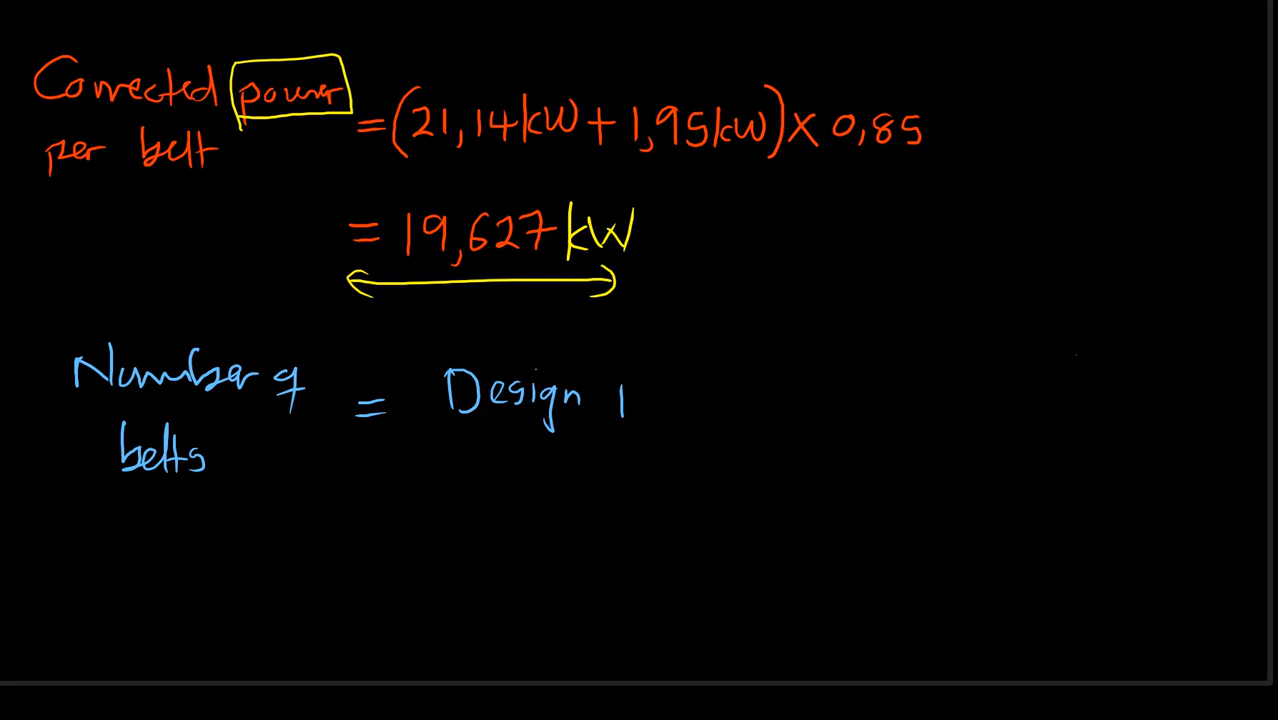 Corrected power
per belt
= (21,14kW + 1,95kW) × 0,85
= 19,627 kW
Number of
belts
= Design